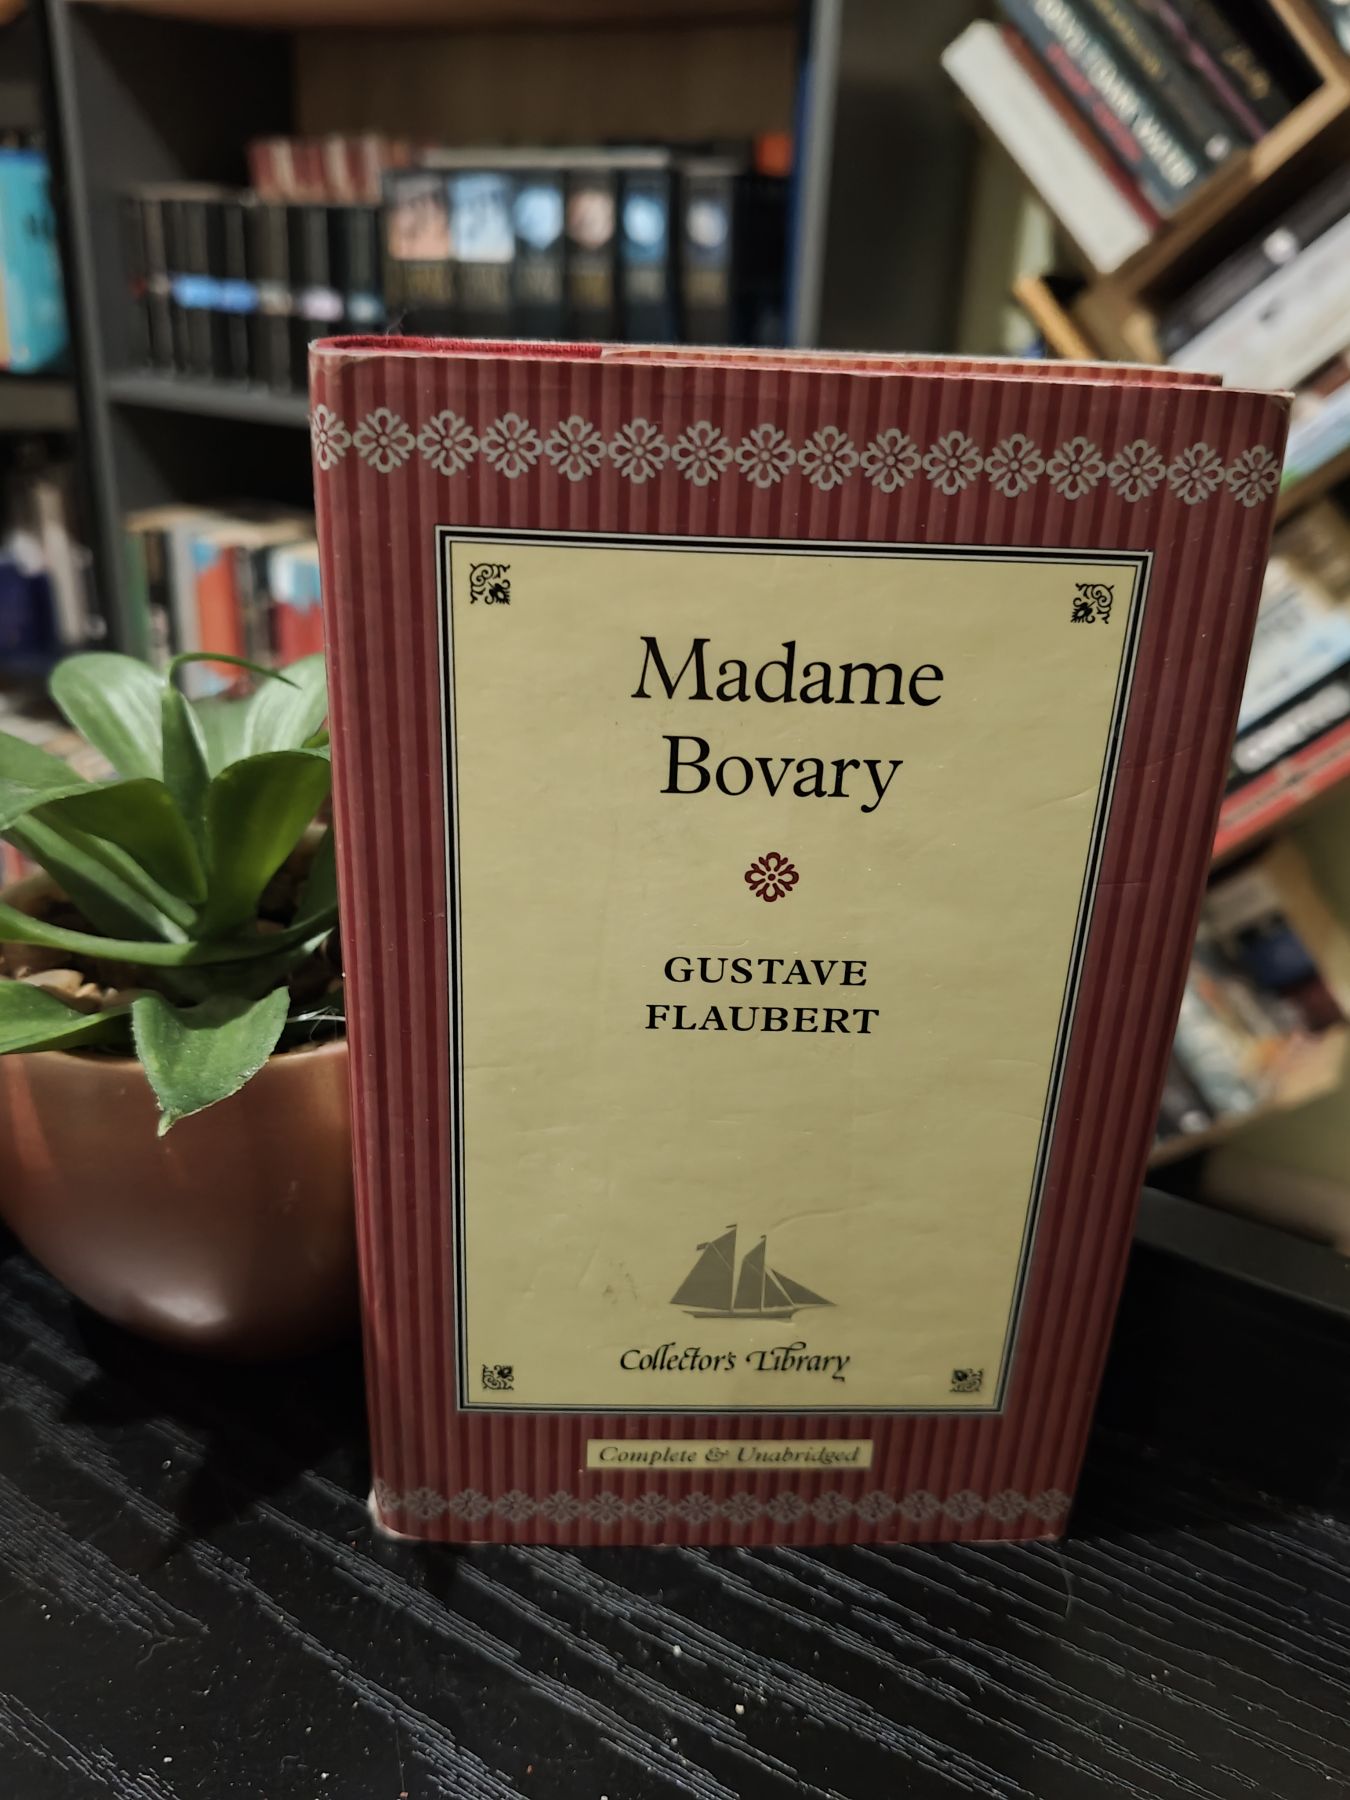 Madame
Bovary
GUSTAVE
FLAUBERT
Collector's Library
Complete & Unabridged